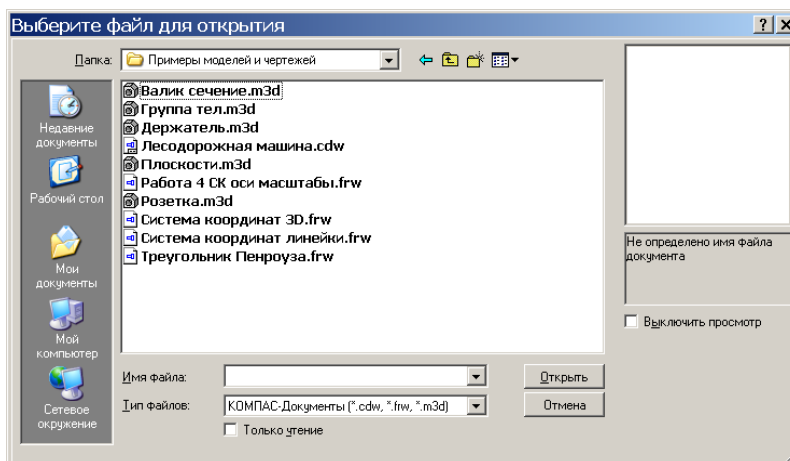 Выберите файл для открытия
Папка: Примеры моделей и чертежей
Недавние документы
Рабочий стол
Мои документы
Мой компьютер
Сетевое окружение
Валик сечение.m3d
Группа тел.m3d
Держатель.m3d
Лесодорожная машина.cdw
Плоскости.m3d
Работа 4 СК оси масштабы.frw
Розетка.m3d
Система координат 3D.frw
Система координат линейки.frw
Треугольник Пенроуза.frw
Не определено имя файла
документа
Выключить просмотр
Имя файла: Открыть
Тип файлов: КОМПАС-Документы (*.cdw, *.frw, *.m3d) Отмена
Только чтение